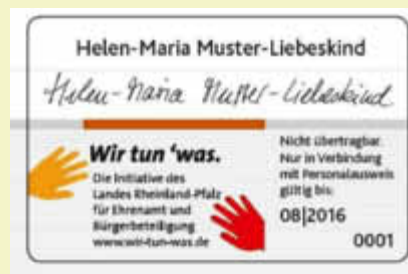 Helen-Maria Muster-Liebeskind
Helen-Maria Muster-Liebeskind
Wir tun ‘was.
Die Initiative des
Landes Rheinland-Pfalz
für Ehrenamt und
Bürgerbeteiligung
www.wir-tun-was.de
Nicht übertragbar.
Nur in Verbindung
mit Personalausweis
gültig bis:
08|2016
0001